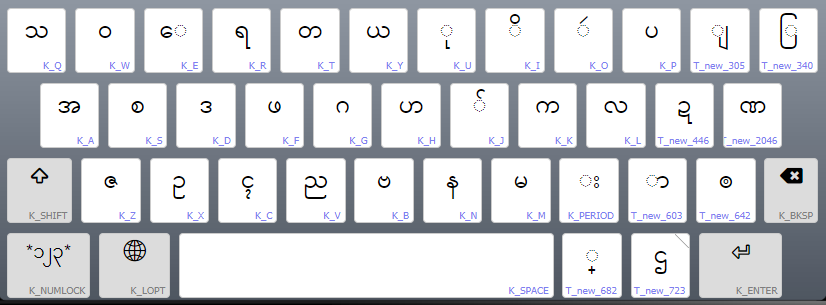 သ ဝ ေ ရ တ ယ ု ိ ဴ ပ ျ ြ
K_Q K_W K_E K_R K_T K_Y K_U K_I K_O K_P T_new_305 T_new_340
အ စ ဒ ဖ ဂ ဟ ် က လ ဍ ဏ
K_A K_S K_D K_F K_G K_H K_J K_K K_L T_new_446 T_new_2046
ဇ ဥ ၚ ည ဗ န မ း ာ ၜ
K_SHIFT K_Z K_X K_C K_V K_B K_N K_M K_PERIOD T_new_603 T_new_642 K_BKSP
*၁၂၃* ္ ဌ
K_NUMLOCK K_LOPT K_SPACE T_new_682 T_new_723 K_ENTER